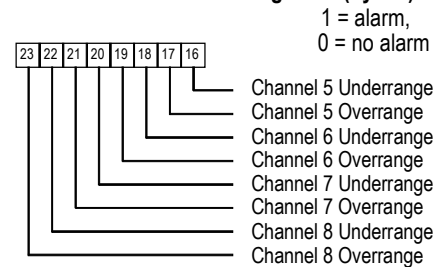 1 = alarm,
0 = no alarm
23 22 21 20 19 18 17 16
Channel 5 Underrange
Channel 5 Overrange
Channel 6 Underrange
Channel 6 Overrange
Channel 7 Underrange
Channel 7 Overrange
Channel 8 Underrange
Channel 8 Overrange